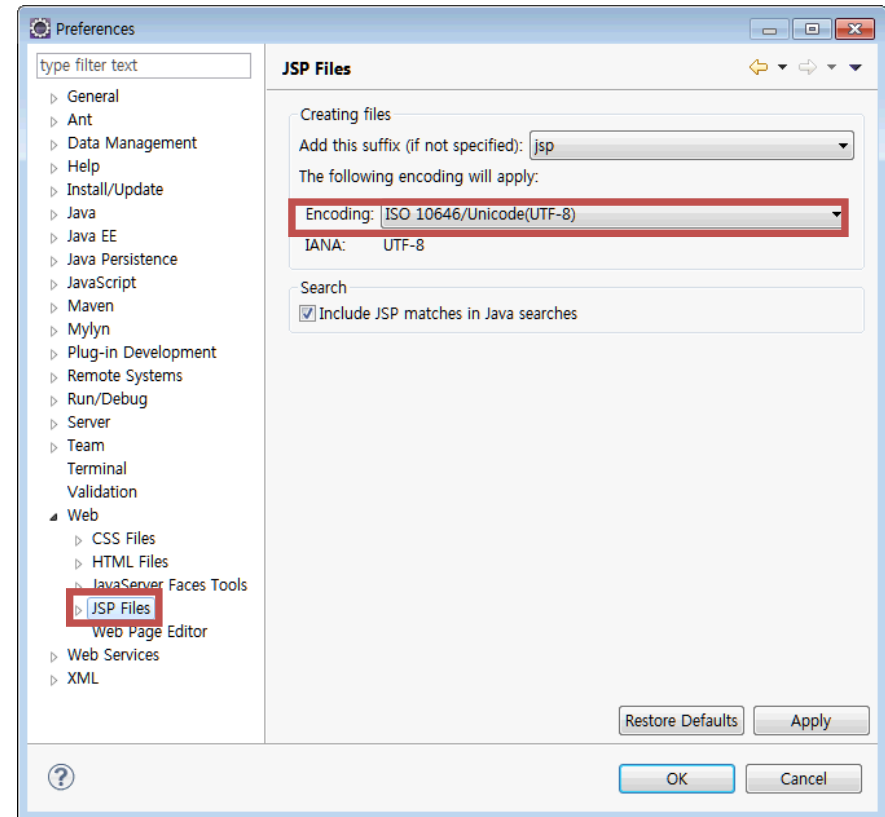 Preferences
type filter text
General
Ant
Data Management
Help
Install/Update
Java
Java EE
Java Persistence
JavaScript
Maven
Mylyn
Plug-in Development
Remote Systems
Run/Debug
Server
Team
Terminal
Validation
Web
CSS Files
HTML Files
JavaServer Faces Tools
JSP Files
Web Page Editor
Web Services
XML
JSP Files
Creating files
Add this suffix (if not specified): jsp
The following encoding will apply:
Encoding: ISO 10646/Unicode(UTF-8)
IANA: UTF-8
Search
Include JSP matches in Java searches
Restore Defaults Apply
? OK Cancel